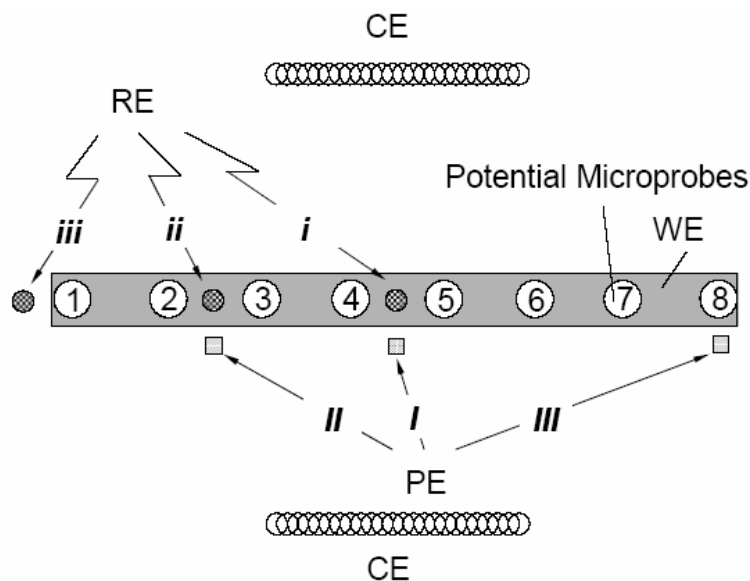 CE
RE
Potential Microprobes
WE
iii
ii
i
1 2 3 4 5 6 7 8
II
I
III
PE
CE